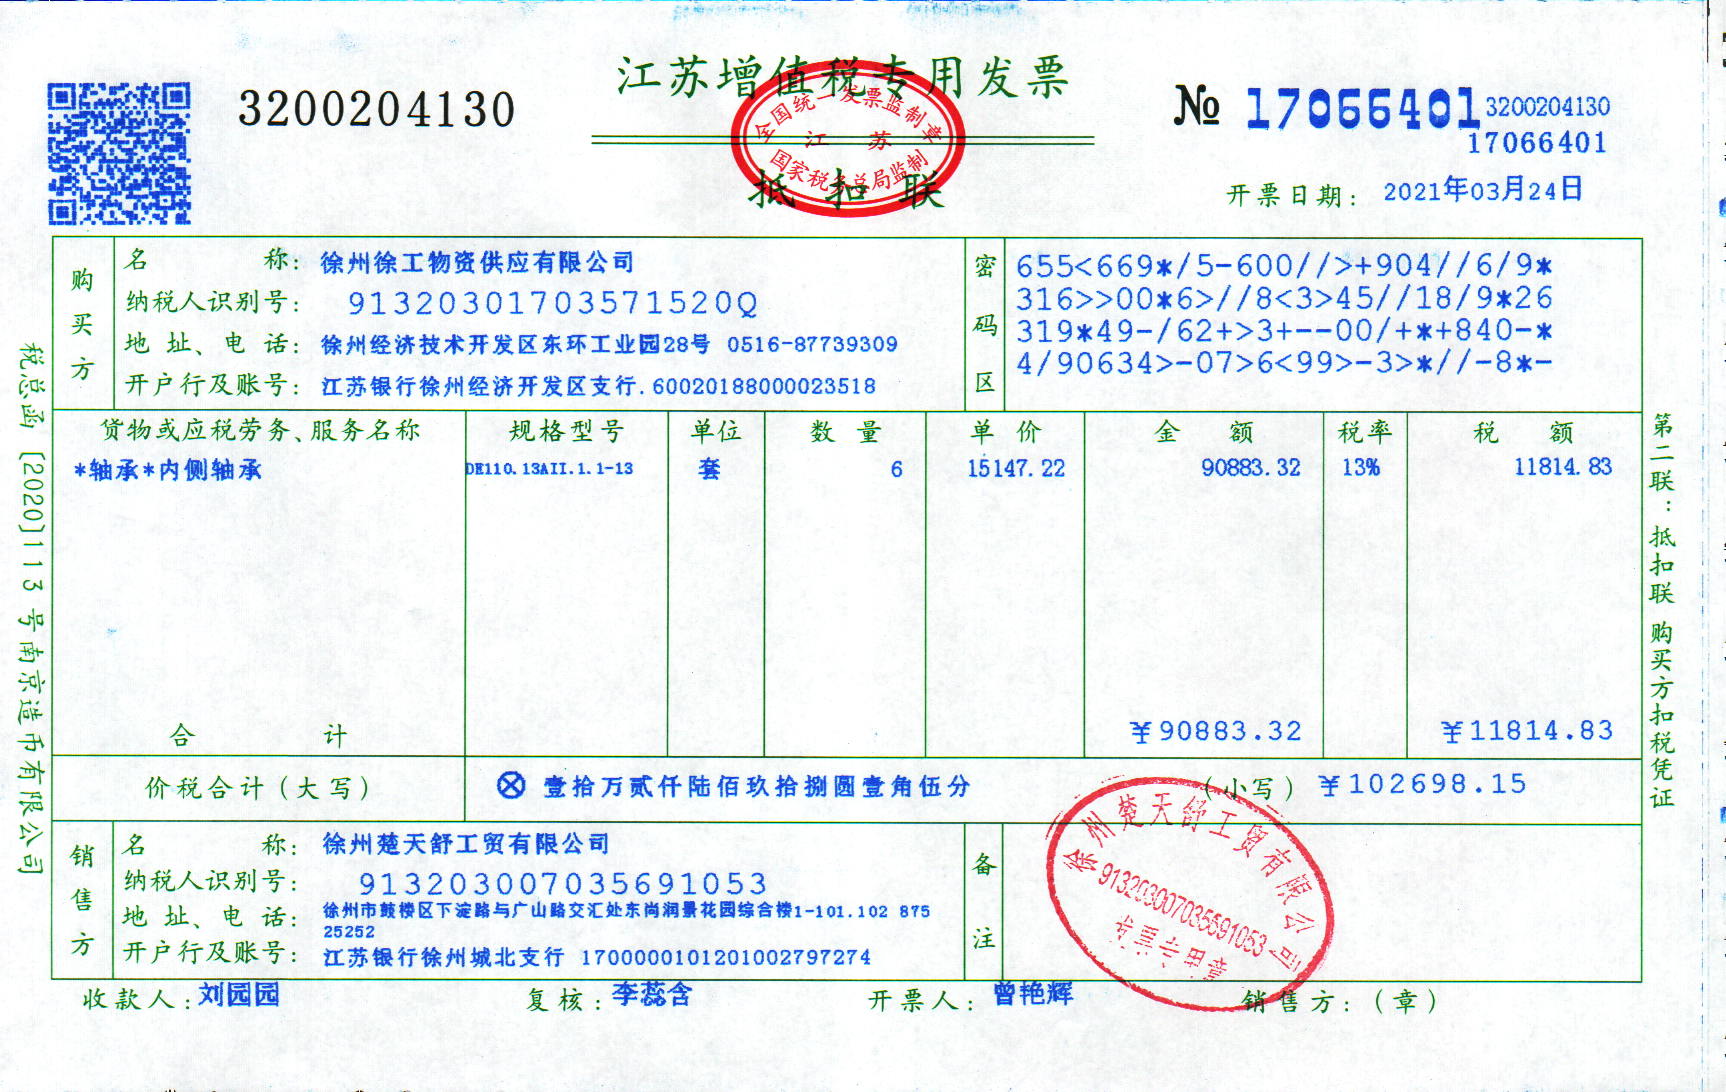 江苏增值税专用发票
3200204130
№ 17066401
3200204130
17066401
全国统一发票监制章
江苏
国家税务总局监制
抵扣联
开票日期: 2021年03月24日
购买方
名称: 徐州徐工物资供应有限公司
纳税人识别号: 91320301703571520Q
地址、电话: 徐州经济技术开发区东环工业园28号 0516-87739309
开户行及账号: 江苏银行徐州经济开发区支行.60020188000023518
密码区
655<669*/5-600//>+904//6/9*
316>>00*6>//8<3>45//18/9*26
319*49-/62+>3+--00/+*+840-*
4/90634>-07>6<99>-3>*//-8*-
货物或应税劳务、服务名称 规格型号 单位 数量 单价 金额 税率 税额
*轴承*内侧轴承 DE110.13AII.1.1-13 套 6 15147.22 90883.32 13% 11814.83
合计 ¥90883.32 ¥11814.83
价税合计(大写) ⊗ 壹拾万贰仟陆佰玖拾捌圆壹角伍分 (小写) ¥102698.15
销售方
名称: 徐州楚天舒工贸有限公司
纳税人识别号: 913203007035691053
地址、电话: 徐州市鼓楼区下淀路与广山路交汇处东尚润景花园综合楼1-101.102 875
25252
开户行及账号: 江苏银行徐州城北支行 17000001012010027972​74
备注
徐州楚天舒工贸有限公司
913203007035691053
发票专用章
收款人: 刘园园 复核: 李蕊含 开票人: 曾艳辉 销售方: (章)
税总函 [2020]113 号南京造币有限公司
第二联: 抵扣联 购买方扣税凭证